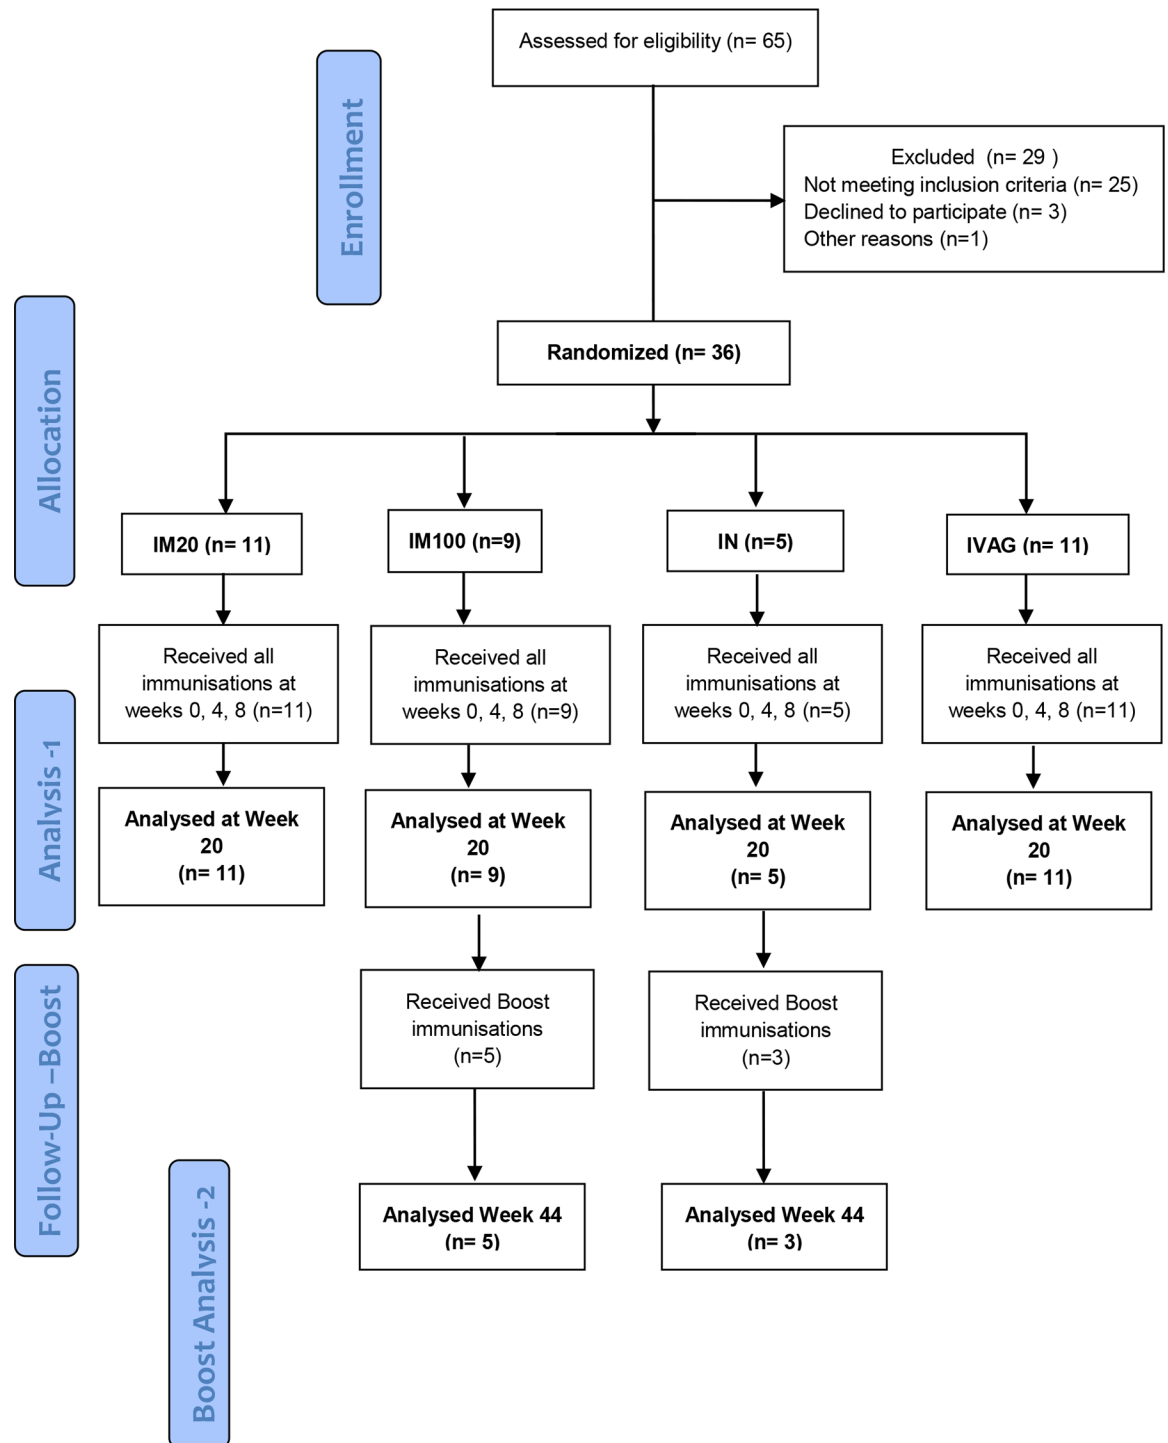 Assessed for eligibility (n= 65)
Enrollment
Excluded  (n= 29 )
Not meeting inclusion criteria (n= 25)
Declined to participate (n= 3)
Other reasons (n=1)
Randomized (n= 36)
Allocation
IM20 (n= 11)
IM100 (n=9)
IN (n=5)
IVAG (n= 11)
Received all
immunisations at
weeks 0, 4, 8 (n=11)
Received all
immunisations at
weeks 0, 4, 8 (n=9)
Received all
immunisations at
weeks 0, 4, 8 (n=5)
Received all
immunisations at
weeks 0, 4, 8 (n=11)
Analysis -1
Analysed at Week
20
(n= 11)
Analysed at Week
20
(n= 9)
Analysed at Week
20
(n= 5)
Analysed at Week
20
(n= 11)
Follow-Up –Boost
Received Boost
immunisations
(n=5)
Received Boost
immunisations
(n=3)
Boost Analysis -2
Analysed Week 44
(n= 5)
Analysed Week 44
(n= 3)